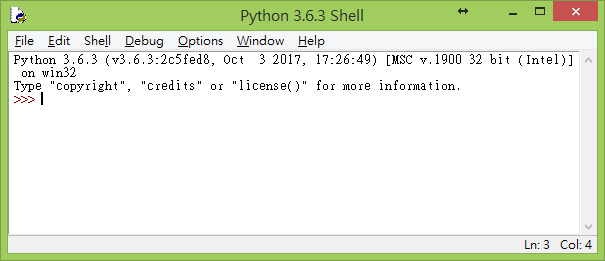 Python 3.6.3 Shell
File Edit Shell Debug Options Window Help
Python 3.6.3 (v3.6.3:2c5fed8, Oct  3 2017, 17:26:49) [MSC v.1900 32 bit (Intel)]
 on win32
Type "copyright", "credits" or "license()" for more information.
>>>
Ln: 3 Col: 4